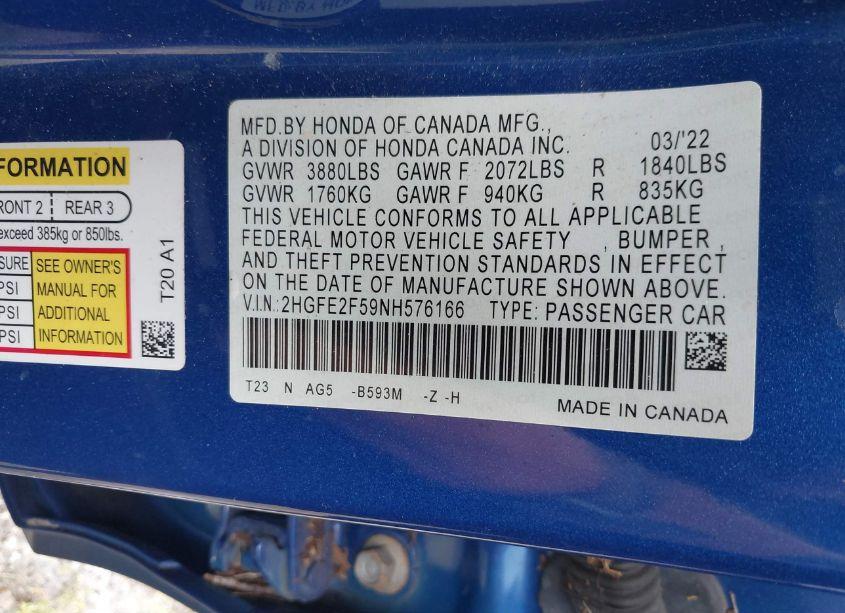 FORMATION
FRONT 2 | REAR 3
exceed 385kg or 850lbs.
SURE
PSI
PSI
PSI
SEE OWNER'S
MANUAL FOR
ADDITIONAL
INFORMATION
T20 A1
MFD.BY HONDA OF CANADA MFG.,
A DIVISION OF HONDA CANADA INC. 03/'22
GVWR 3880LBS GAWR F 2072LBS R 1840LBS
GVWR 1760KG GAWR F 940KG R 835KG
THIS VEHICLE CONFORMS TO ALL APPLICABLE
FEDERAL MOTOR VEHICLE SAFETY , BUMPER ,
AND THEFT PREVENTION STANDARDS IN EFFECT
ON THE DATE OF MANUFACTURE SHOWN ABOVE.
V.I.N.: 2HGFE2F59NH576166 TYPE: PASSENGER CAR
T23 N AG5 -B593M -Z -H
MADE IN CANADA